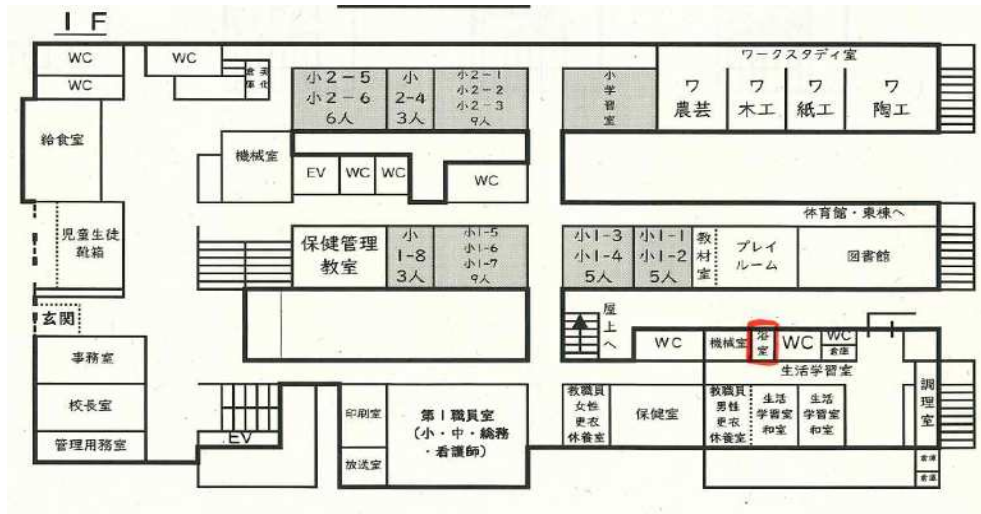 1F
WC
WC
WC
倉庫
美化
小2-5
小2-6
6人
小
2-4
3人
小2-1
小2-2
小2-3
9人
小学習室
ワークスタディ室
ワ
農芸
ワ
木工
ワ
紙工
ワ
陶工
給食室
機械室
EV
WC
WC
WC
体育館・東棟へ
児童生徒
靴箱
保健管理
教室
小
1-8
3人
小1-5
小1-6
小1-7
9人
小1-3
小1-4
5人
小1-1
小1-2
5人
教材室
プレイ
ルーム
図書館
玄関
屋上へ
WC
機械室
浴室
WC
WC
倉庫
事務室
生活学習室
校長室
EV
印刷室
第1職員室
(小・中・総務
・看護師)
教職員
女性
更衣
休養室
保健室
教職員
男性
更衣
休養室
生活
学習室
和室
生活
学習室
和室
調理室
管理用務室
放送室
倉庫
倉庫